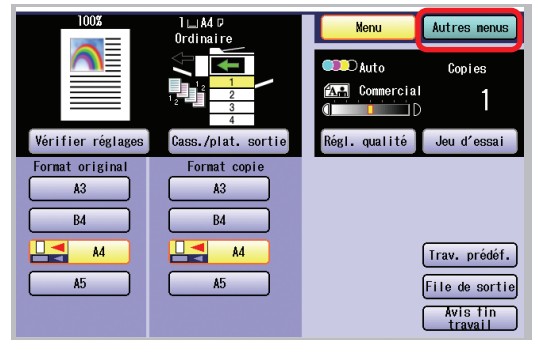 100%
1 A4
Ordinaire
1
2
3
4
1 2
Vérifier réglages
Cass./plat. sortie
Menu
Autres menus
Auto
Copies
A
Commercial
1
D
Régl. qualité
Jeu d'essai
Format original
Format copie
A3
A3
B4
B4
A4
A4
A5
A5
Trav. prédéf.
File de sortie
Avis fin
travail